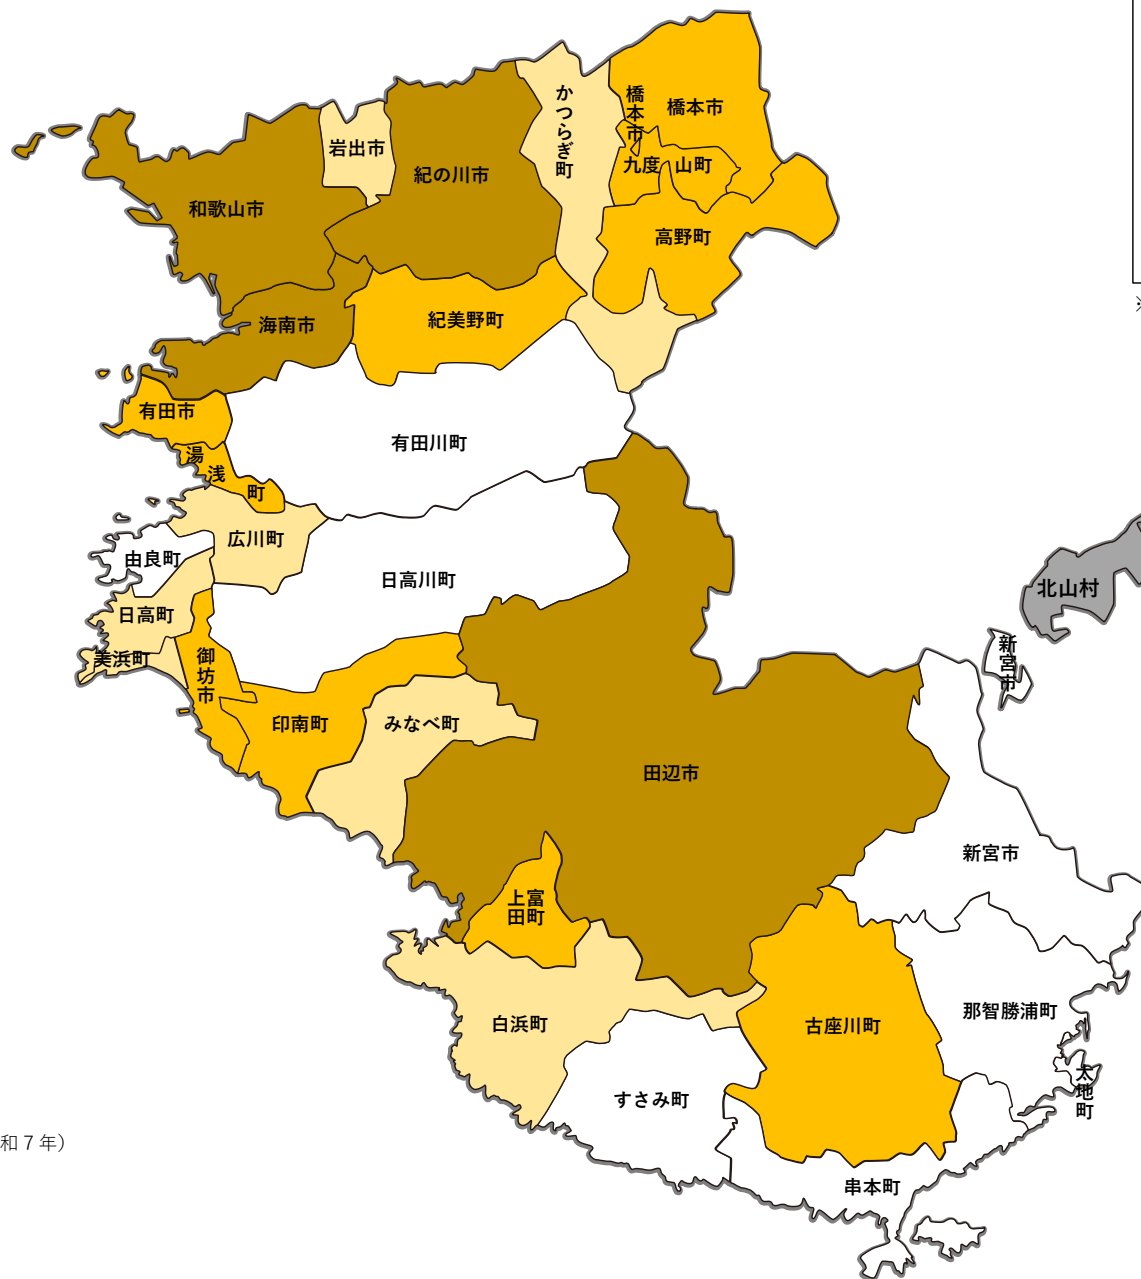 橋本市
橋本市
かつらぎ町
岩出市
紀の川市
九度山町
和歌山市
高野町
※
海南市
紀美野町
有田市
有田川町
湯浅町
広川町
由良町
日高川町
北山村
日高町
新宮市
美浜町
御坊市
印南町
みなべ町
田辺市
新宮市
上富
田町
白浜町
那智勝浦町
古座川町
太地町
すさみ町
和７年）
串本町